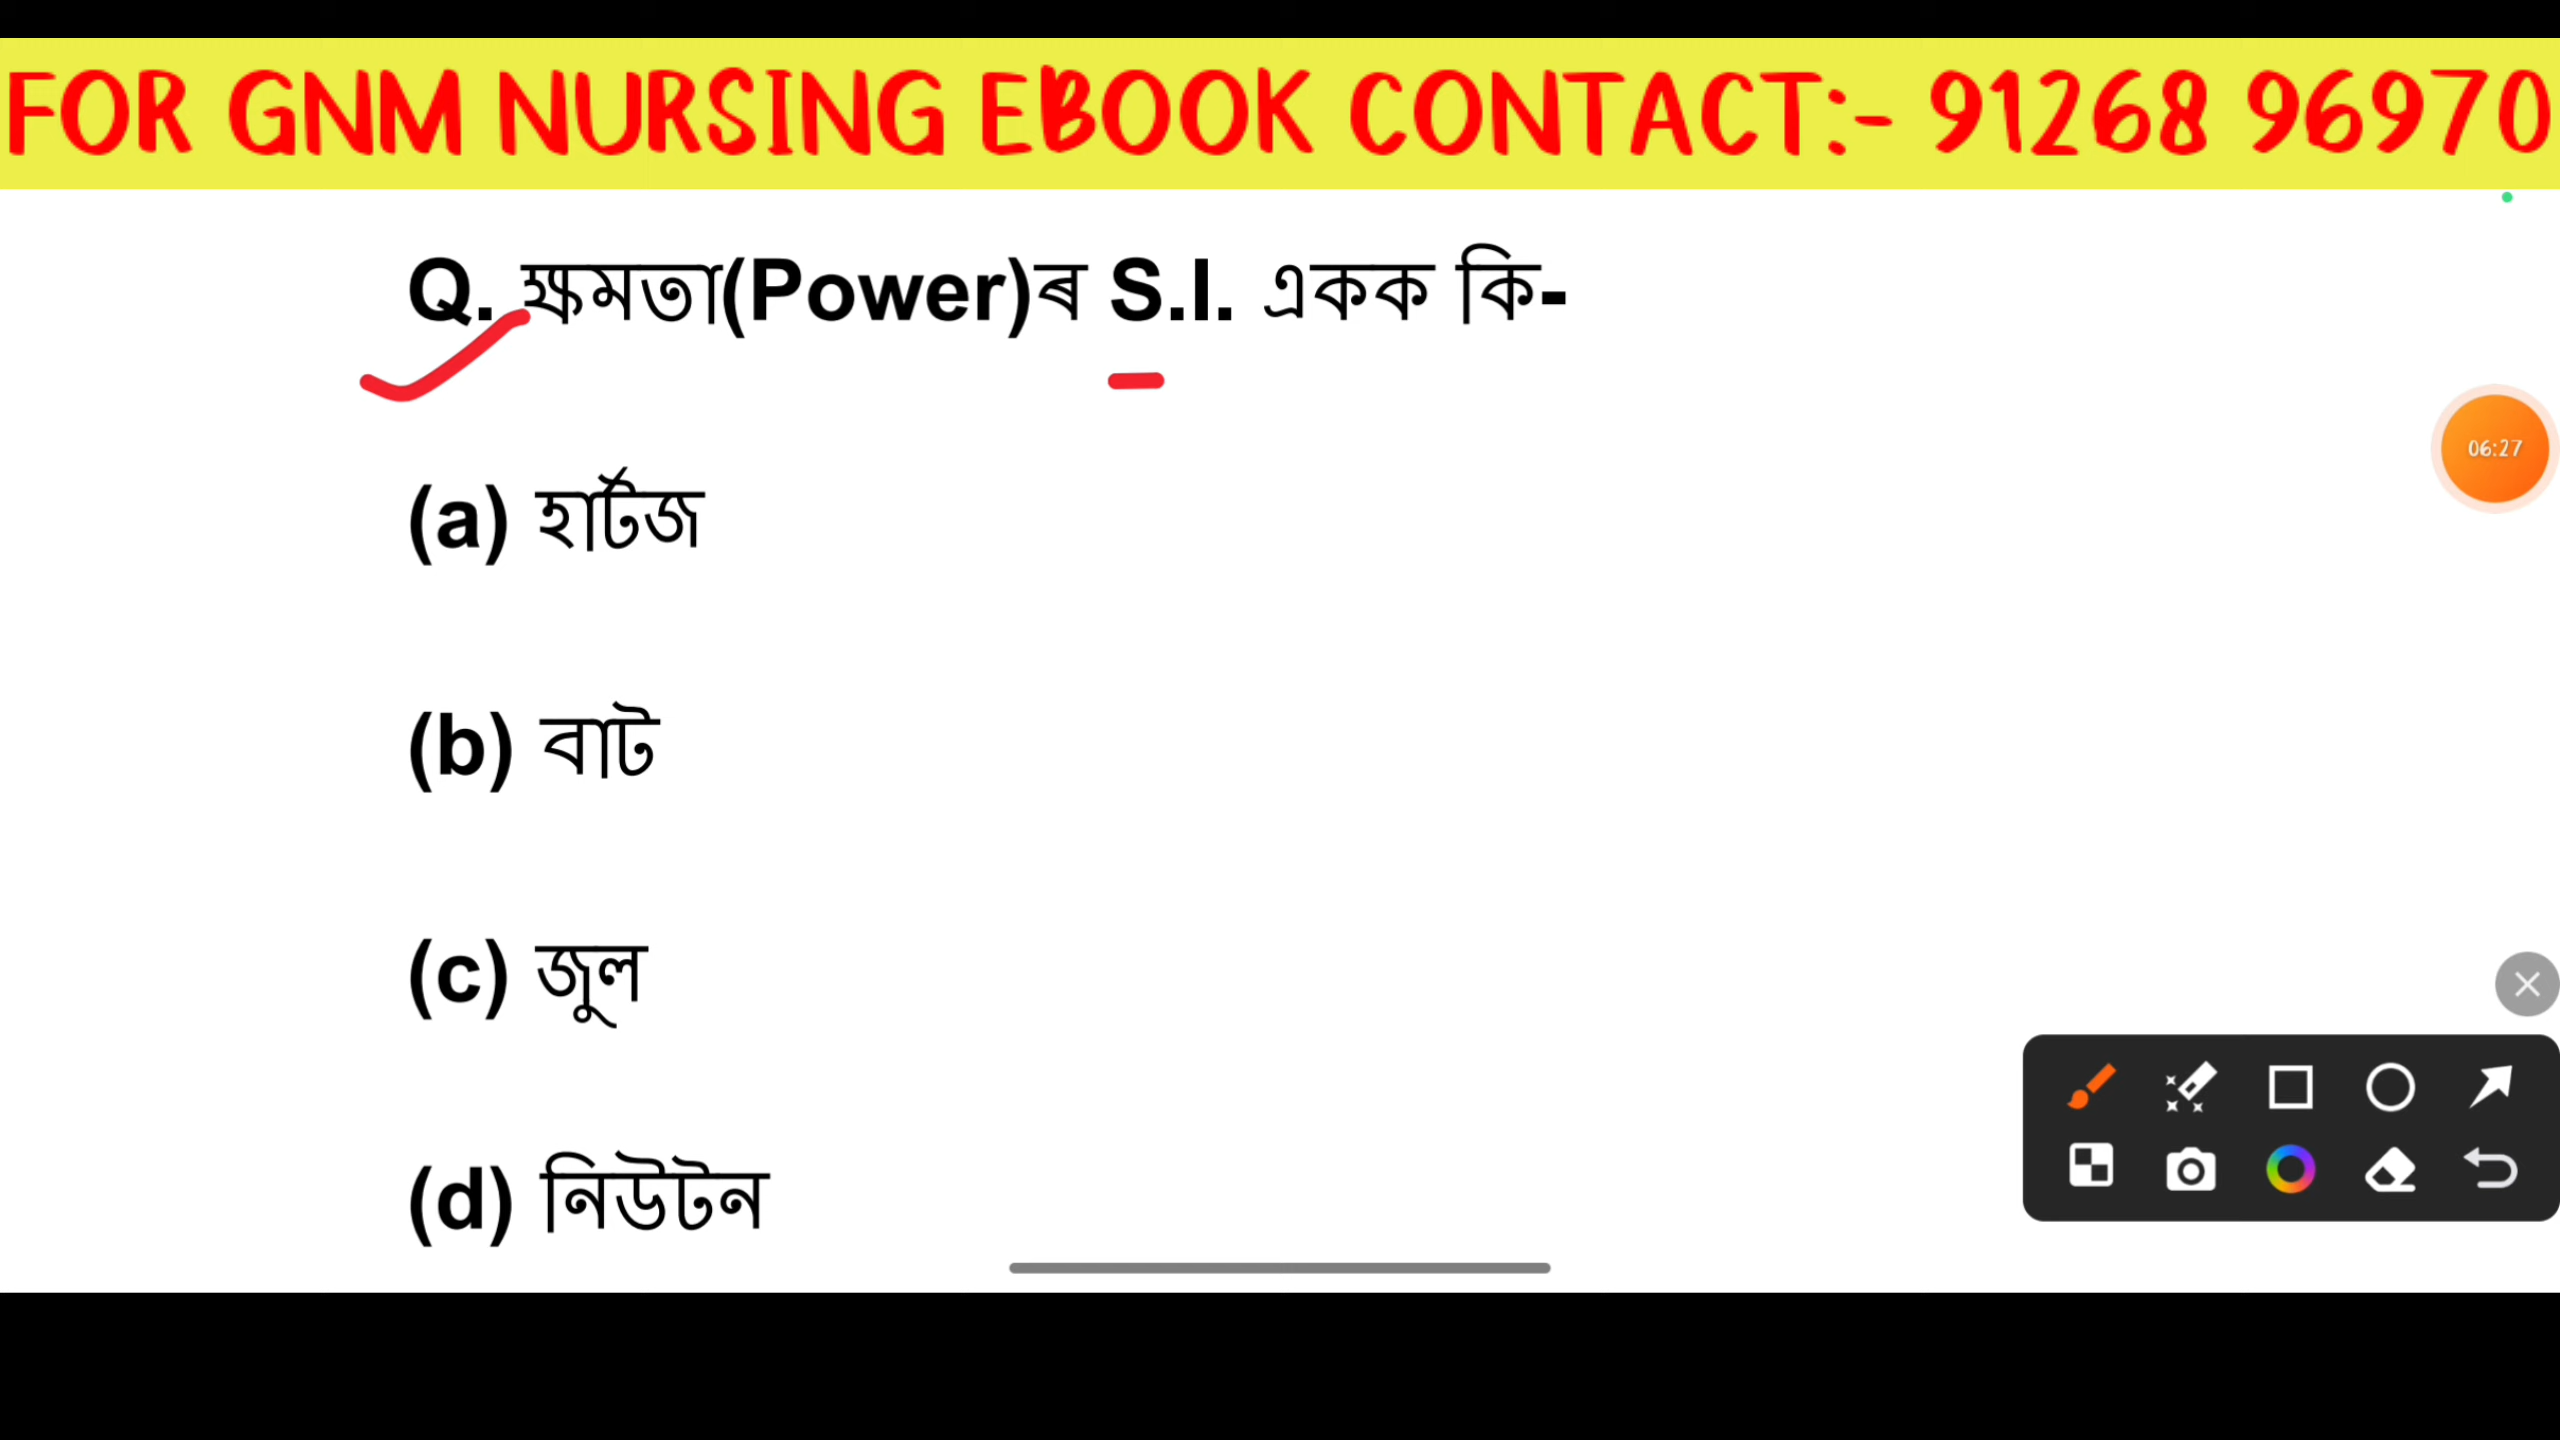 FOR GNM NURSING EBOOK CONTACT:- 91268 96970
Q. ক্ষমতা(Power)ৰ S.I. একক কি-
06:27
(a) হাৰ্টজ
(b) বাট
(c) জুল
(d) নিউটন